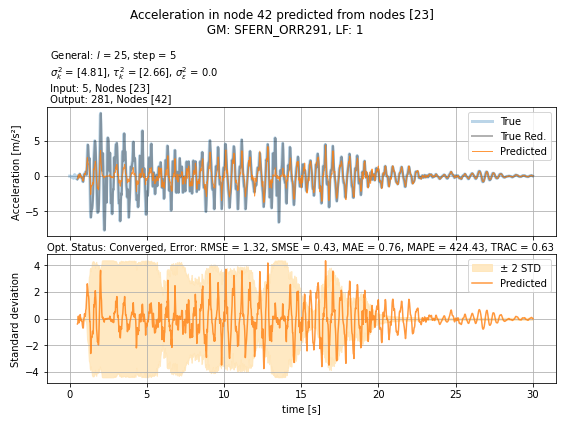 Acceleration in node 42 predicted from nodes [23]
GM: SFERN_ORR291, LF: 1
General: l = 25, step = 5
σ²ₖ = [4.81], τ²ₖ = [2.66], σ²ₑ = 0.0
Input: 5, Nodes [23]
Output: 281, Nodes [42]
True
True Red.
Predicted
Acceleration [m/s²]
5
0
−5
Opt. Status: Converged, Error: RMSE = 1.32, SMSE = 0.43, MAE = 0.76, MAPE = 424.43, TRAC = 0.63
± 2 STD
Predicted
Standard deviation
4
2
0
−2
−4
0 5 10 15 20 25 30
time [s]